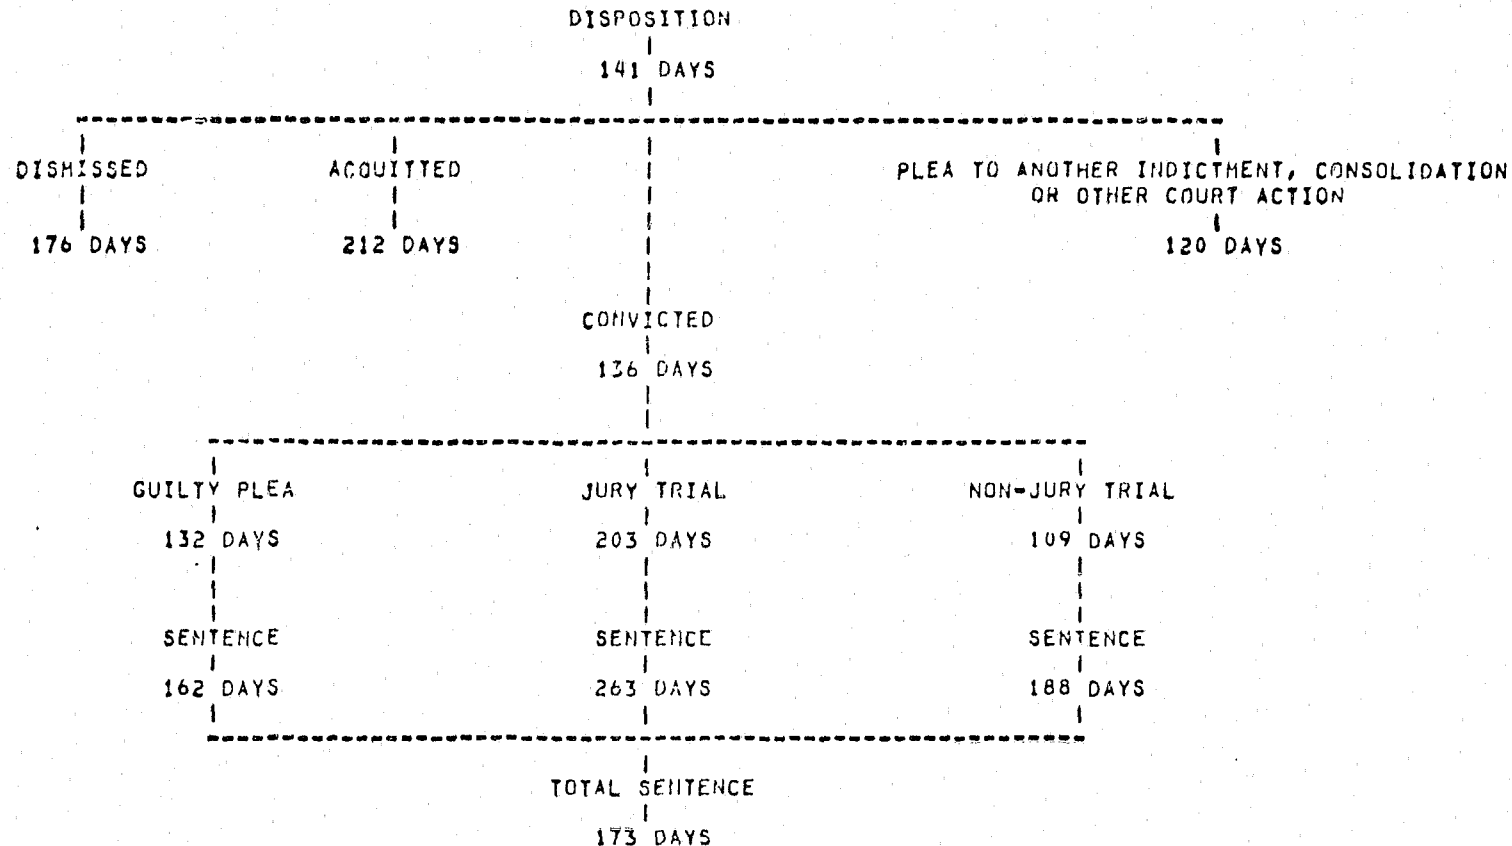 DISPOSITION
141 DAYS
DISMISSED ACQUITTED PLEA TO ANOTHER INDICTMENT, CONSOLIDATION
OR OTHER COURT ACTION
176 DAYS 212 DAYS 120 DAYS
CONVICTED
136 DAYS
GUILTY PLEA JURY TRIAL NON-JURY TRIAL
132 DAYS 203 DAYS 109 DAYS
SENTENCE SENTENCE SENTENCE
162 DAYS 263 DAYS 188 DAYS
TOTAL SENTENCE
173 DAYS